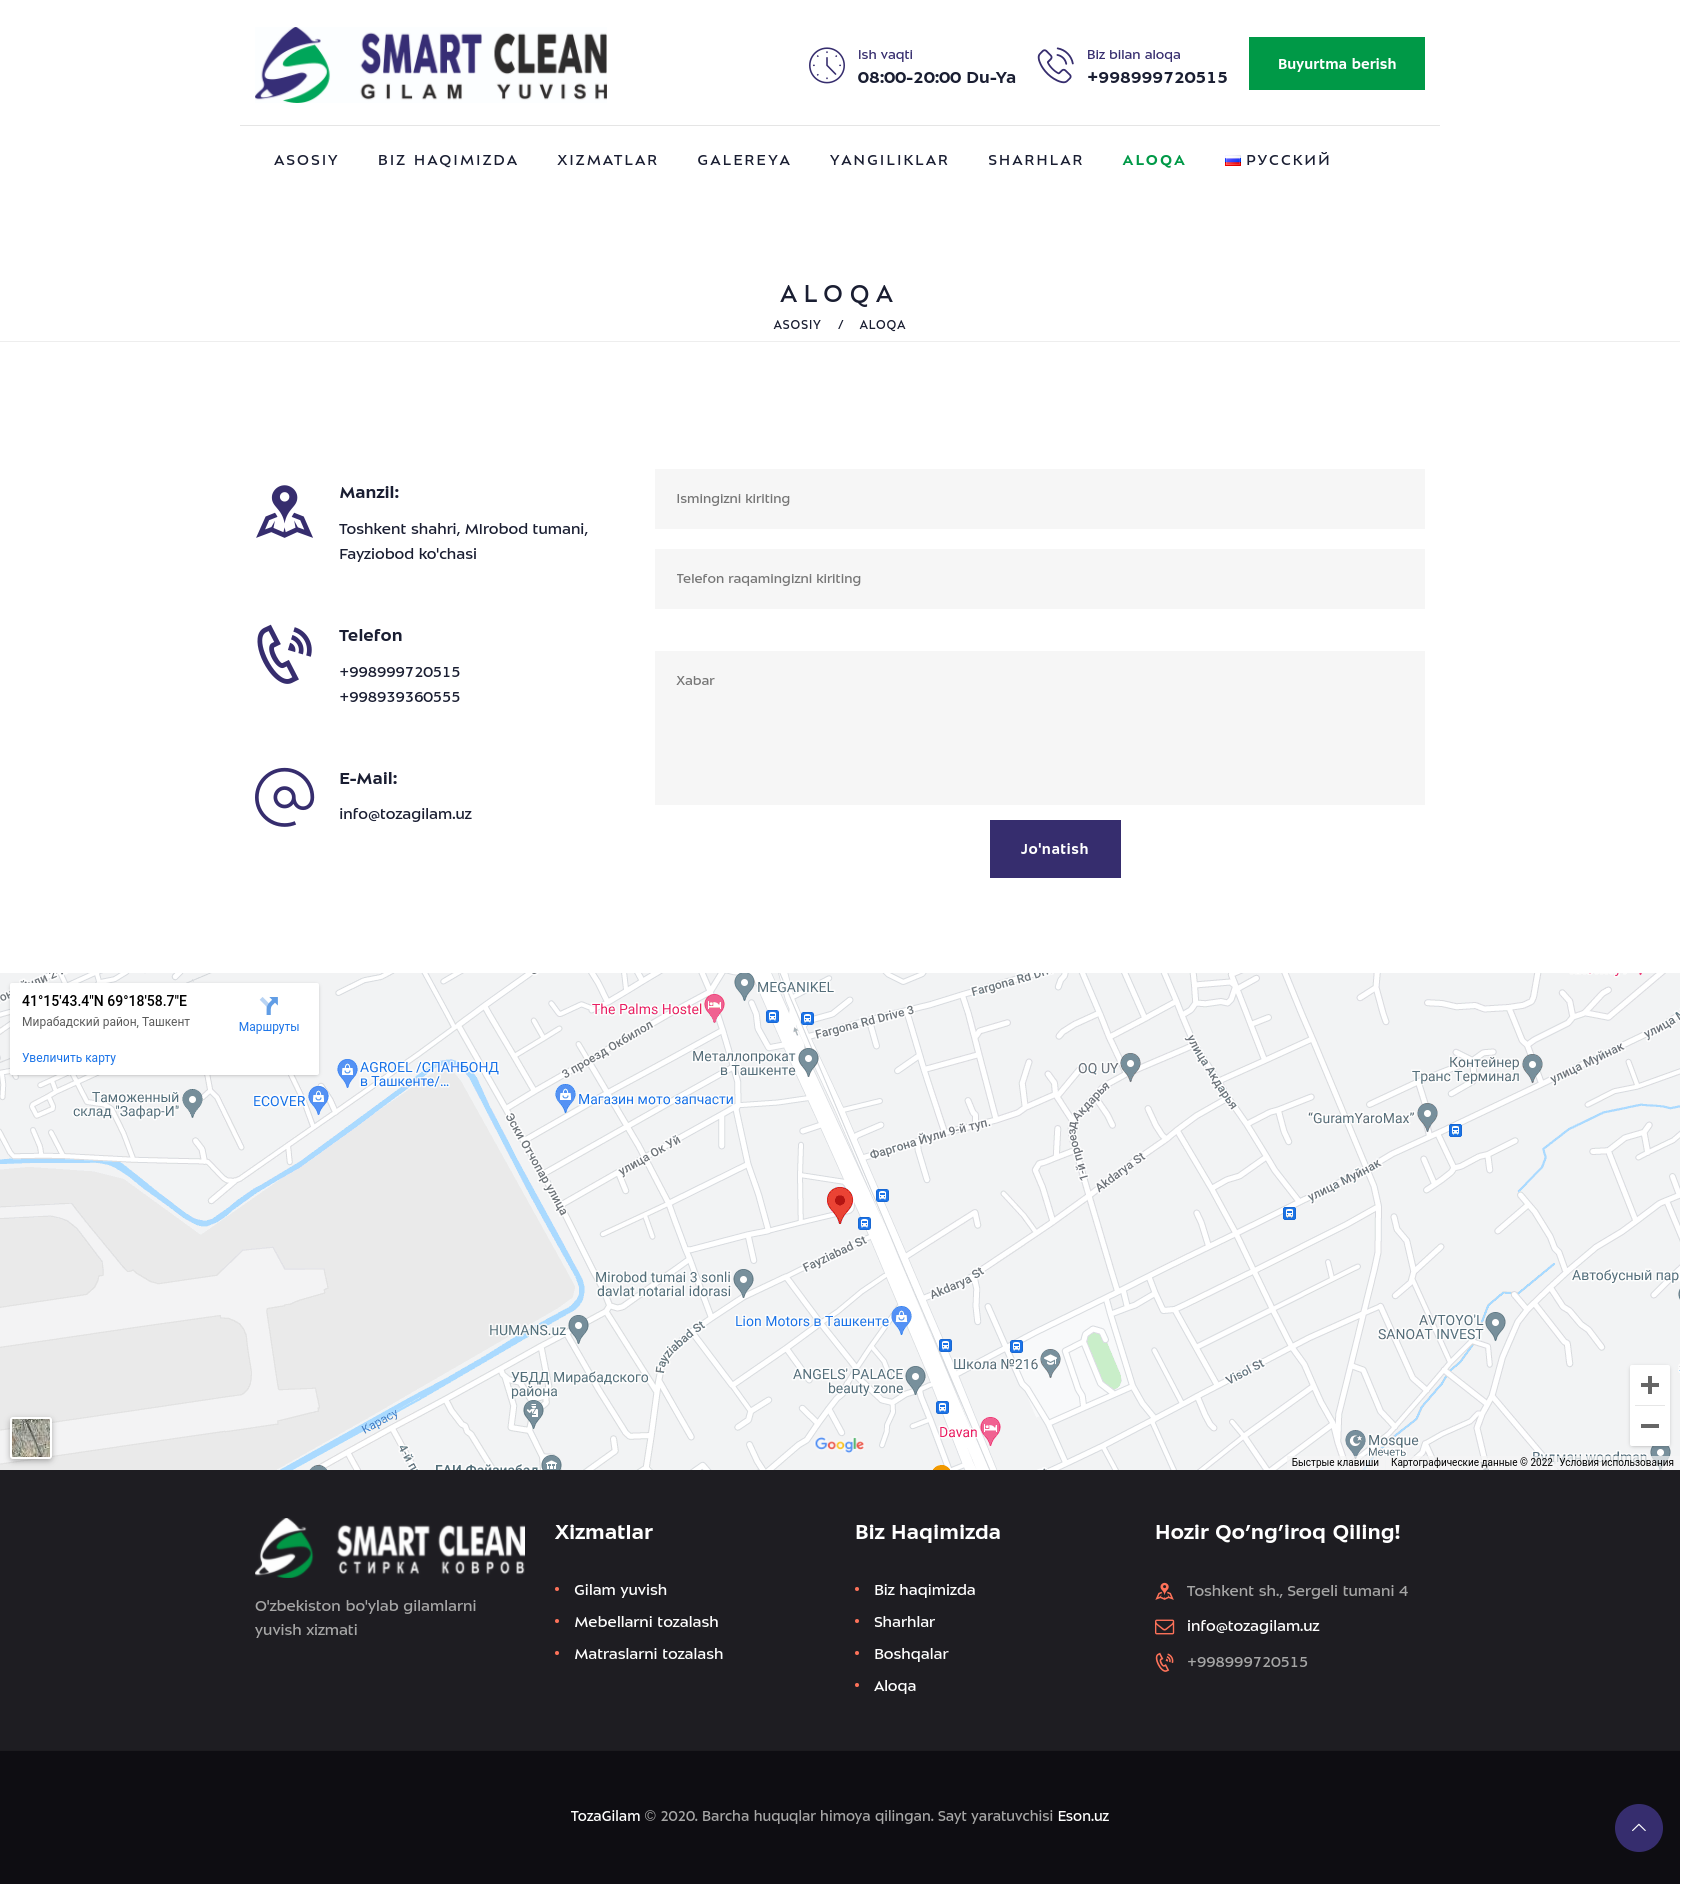 SMART CLEAN
GILAM YUVISH
Ish vaqti
08:00-20:00 Du-Ya
Biz bilan aloqa
+998999720515
Buyurtma berish
ASOSIY
BIZ HAQIMIZDA
XIZMATLAR
GALEREYA
YANGILIKLAR
SHARHLAR
ALOQA
РУССКИЙ
ALOQA
ASOSIY / ALOQA
Manzil:
Toshkent shahri, MIrobod tumani,
Fayziobod ko'chasi
Telefon
+998999720515
+998939360555
E-Mail:
info@tozagilam.uz
Ismingizni kiriting
Telefon raqamingizni kiriting
Xabar
Jo'natish
41°15'43.4"N 69°18'58.7"E
Мирабадский район, Ташкент
Маршруты
Увеличить карту
MEGANIKEL
The Palms Hostel
Fargona Rd Drive 3
3 проезд Окбилон
Металлопрокат
в Ташкенте
AGROEL /СПАНБОНД
в Ташкенте/...
ECOVER
Таможенный
склад "Зафар-И"
Магазин мото запчасти
OQ UY
улица Акдарья
Контейнер
Транс Терминал
улица Муйнак
"GuramYaroMax"
Эски Отчопар улица
улица Ок Уй
Фаргона Йули 9-й туп.
1-й проезд Акдарья
Akdarya St
улица Муйнак
Fayziabad St
Mirobod tumai 3 sonli
davlat notarial idorasi
Akdarya St
Автобусный пар
Lion Motors в Ташкенте
HUMANS.uz
Fayziabad St
AVTOYO'L
SANOAT INVEST
Школа №216
ANGELS' PALACE
beauty zone
Visol St
УБДД Мирабадского
района
Карасу
Davan
Google
Mosque
Мечеть
Быстрые клавиши
Картографические данные © 2022
Условия использования
SMART CLEAN
СТИРКА КОВРОВ
O'zbekiston bo'ylab gilamlarni
yuvish xizmati
Xizmatlar
Gilam yuvish
Mebellarni tozalash
Matraslarni tozalash
Biz Haqimizda
Biz haqimizda
Sharhlar
Boshqalar
Aloqa
Hozir Qo’ng’iroq Qiling!
Toshkent sh., Sergeli tumani 4
info@tozagilam.uz
+998999720515
TozaGilam © 2020. Barcha huquqlar himoya qilingan. Sayt yaratuvchisi Eson.uz